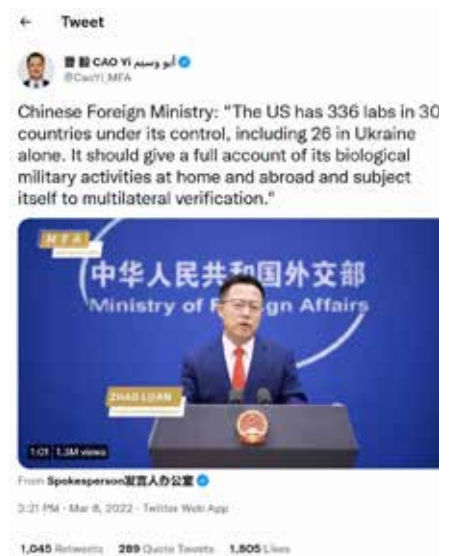 Tweet
曹 毅 CAO Yi أبو وسيم
@CaoYi_MFA
Chinese Foreign Ministry: "The US has 336 labs in 30
countries under its control, including 26 in Ukraine
alone. It should give a full account of its biological
military activities at home and abroad and subject
itself to multilateral verification."
MFA
中华人民共和国外交部
Ministry of F gn Affairs
ZHAO LIJIAN
1:01 1.3M views
From Spokesperson发言人办公室
3:21 PM · Mar 8, 2022 · Twitter Web App
1,045 Retweets 289 Quote Tweets 1,805 Likes